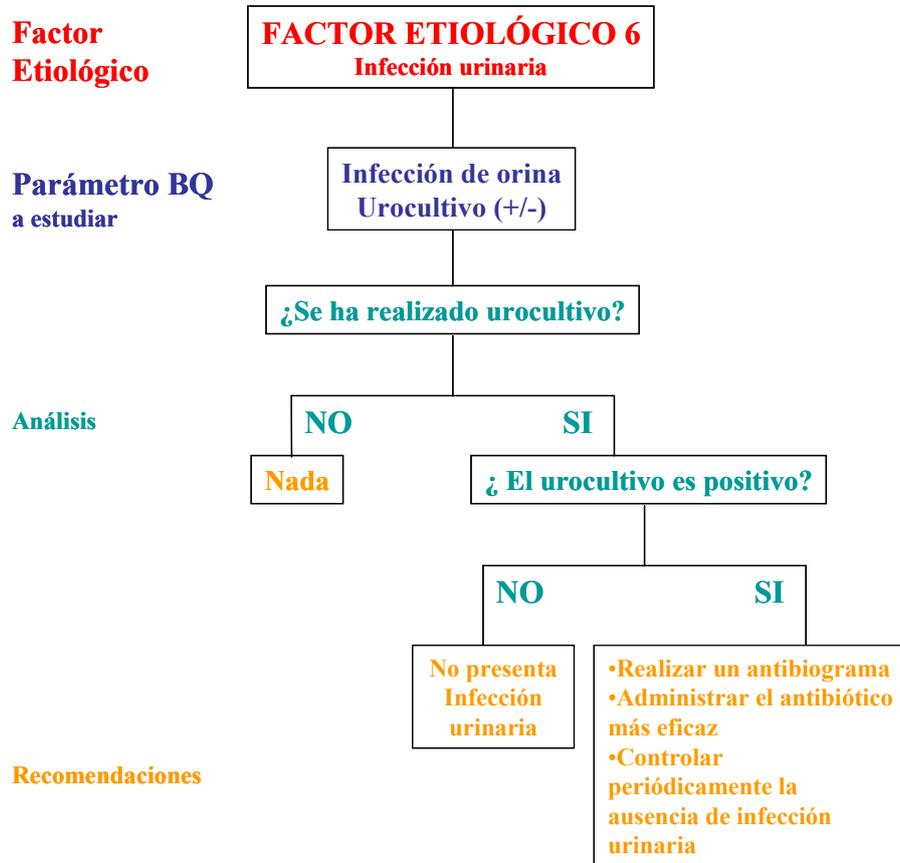 Factor
Etiológico
FACTOR ETIOLÓGICO 6
Infección urinaria
Parámetro BQ
a estudiar
Infección de orina
Urocultivo (+/-)
¿Se ha realizado urocultivo?
Análisis
NO
SI
Nada
¿ El urocultivo es positivo?
NO
SI
No presenta
Infección
urinaria
•Realizar un antibiograma
•Administrar el antibiótico
más eficaz
•Controlar
periódicamente la
ausencia de infección
urinaria
Recomendaciones